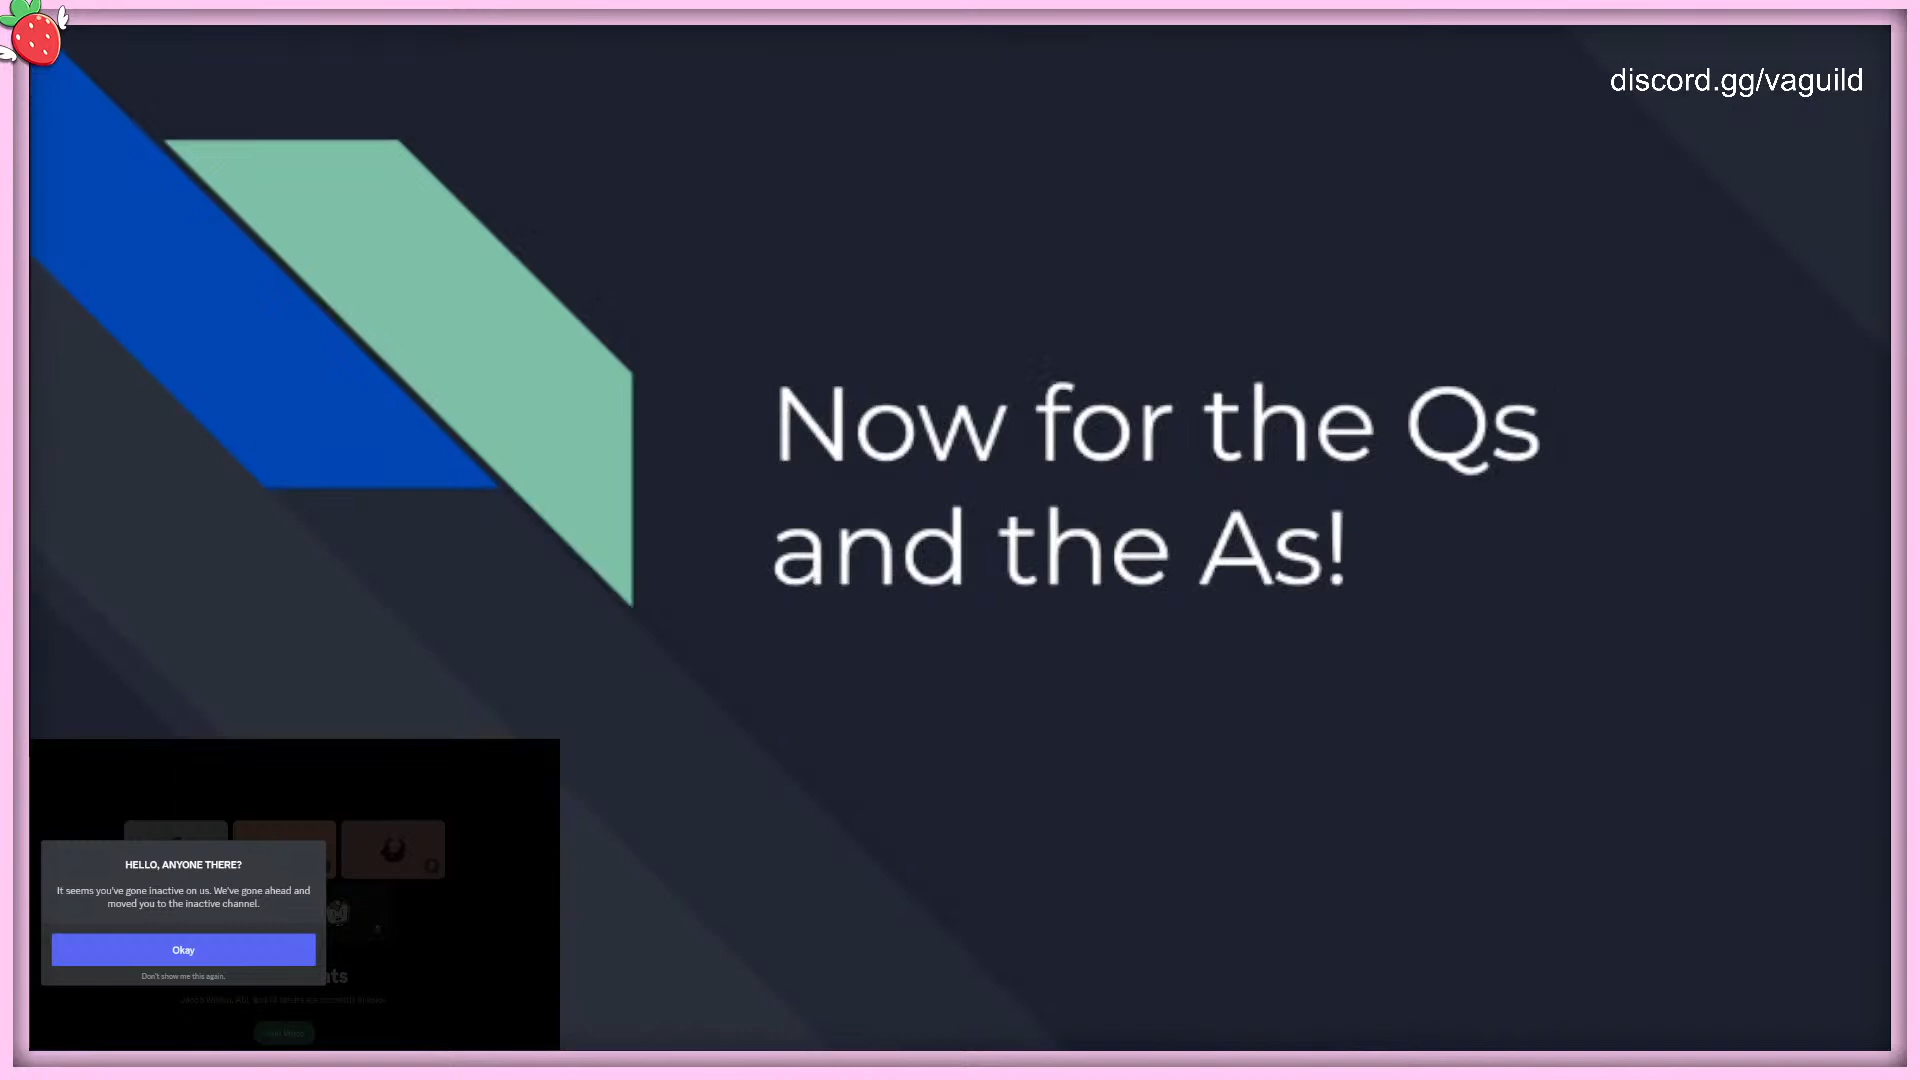 discord.gg/vaguild
Now for the Qs
and the As!
HELLO, ANYONE THERE?
It seems you've gone inactive on us. We've gone ahead and
moved you to the inactive channel.
Okay
Don't show me this again.